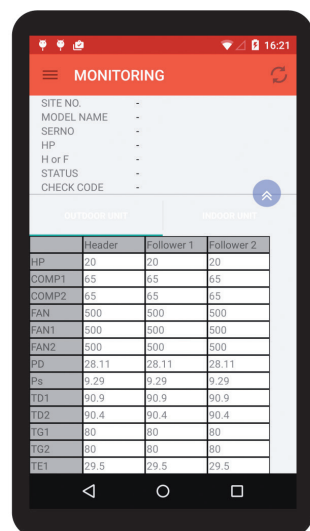 16:21
MONITORING
SITE NO. -
MODEL NAME -
SERNO -
HP -
H or F -
STATUS -
CHECK CODE -
OUTDOOR UNIT INDOOR UNIT
Header Follower 1 Follower 2
HP 20 20 20
COMP1 65 65 65
COMP2 65 65 65
FAN 500 500 500
FAN1 500 500 500
FAN2 500 500 500
PD 28.11 28.11 28.11
Ps 9.29 9.29 9.29
TD1 90.9 90.9 90.9
TD2 90.4 90.4 90.4
TG1 80 80 80
TG2 80 80 80
TE1 29.5 29.5 29.5